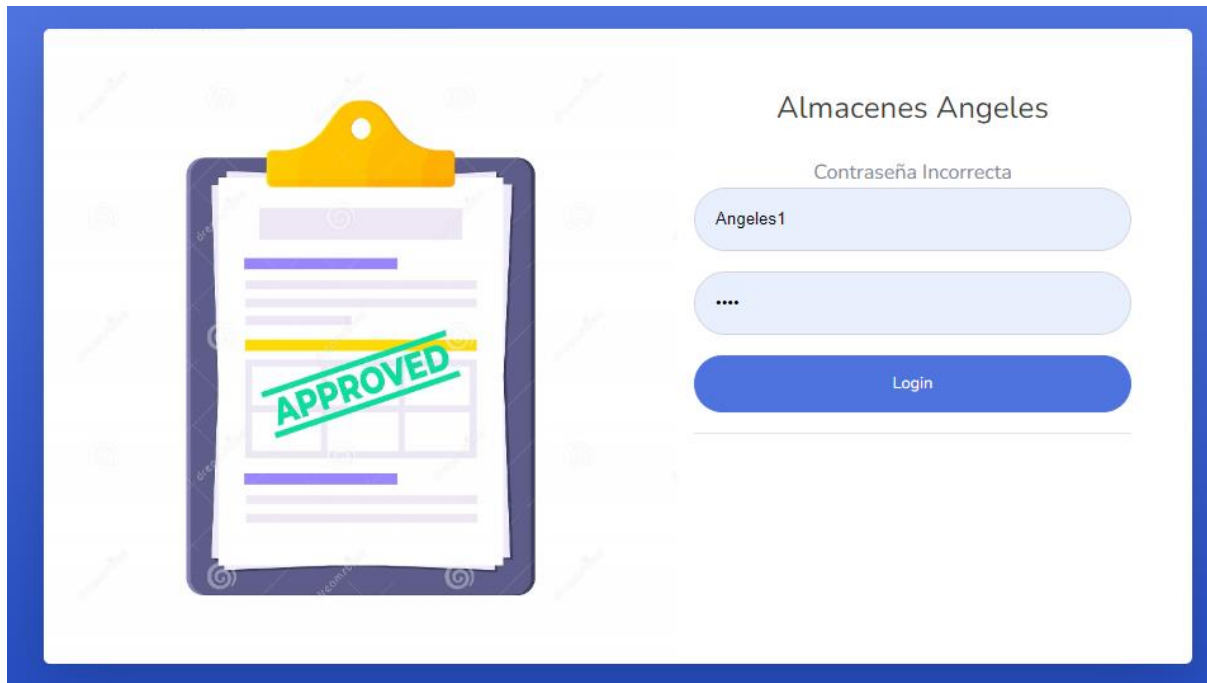 Almacenes Angeles
Contraseña Incorrecta
Angeles1
••••
Login
APPROVED